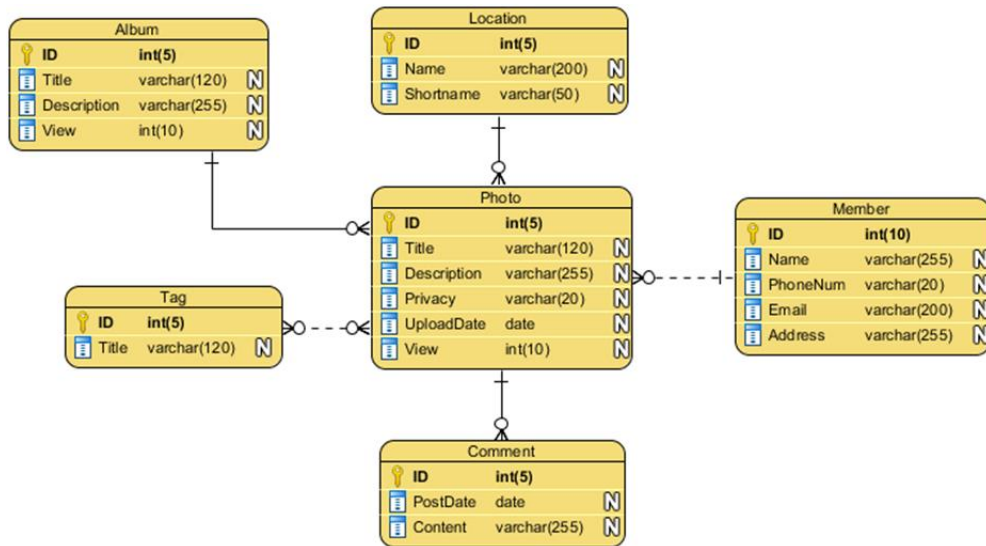 Album
ID int(5)
Title varchar(120) N
Description varchar(255) N
View int(10) N
Location
ID int(5)
Name varchar(200) N
Shortname varchar(50) N
Photo
ID int(5)
Title varchar(120) N
Description varchar(255) N
Privacy varchar(20) N
UploadDate date N
View int(10) N
Member
ID int(10)
Name varchar(255) N
PhoneNum varchar(20) N
Email varchar(200) N
Address varchar(255) N
Tag
ID int(5)
Title varchar(120) N
Comment
ID int(5)
PostDate date N
Content varchar(255) N